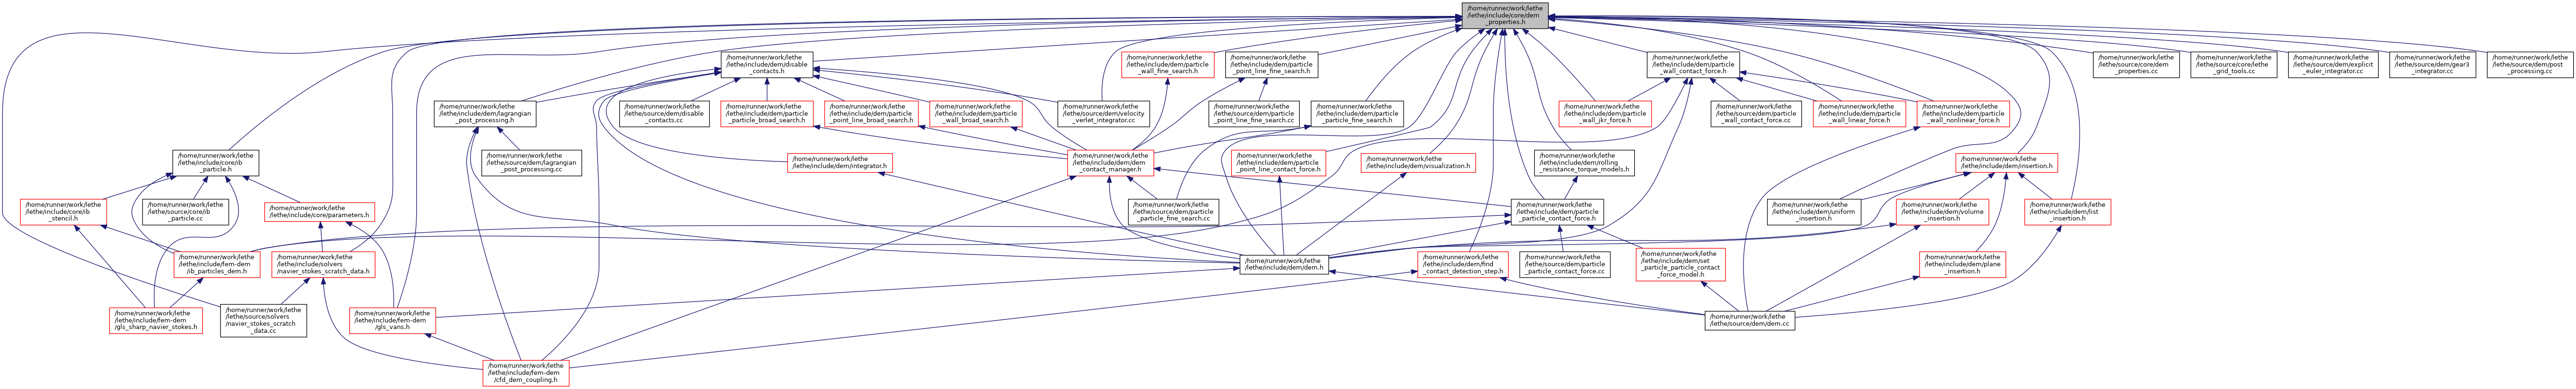 /home/runner/work/lethe
/lethe/include/core/dem
_properties.h
/home/runner/work/lethe
/lethe/include/dem/disable
_contacts.h
/home/runner/work/lethe
/lethe/include/dem/particle
_wall_fine_search.h
/home/runner/work/lethe
/lethe/include/dem/particle
_point_line_fine_search.h
/home/runner/work/lethe
/lethe/include/dem/particle
_wall_contact_force.h
/home/runner/work/lethe
/lethe/source/core/dem
_properties.cc
/home/runner/work/lethe
/lethe/source/core/lethe
_grid_tools.cc
/home/runner/work/lethe
/lethe/source/dem/explicit
_euler_integrator.cc
/home/runner/work/lethe
/lethe/source/dem/gear3
_integrator.cc
/home/runner/work/lethe
/lethe/source/dem/post
_processing.cc
/home/runner/work/lethe
/lethe/include/dem/lagrangian
_post_processing.h
/home/runner/work/lethe
/lethe/source/dem/disable
_contacts.cc
/home/runner/work/lethe
/lethe/include/dem/particle
_particle_broad_search.h
/home/runner/work/lethe
/lethe/include/dem/particle
_point_line_broad_search.h
/home/runner/work/lethe
/lethe/include/dem/particle
_wall_broad_search.h
/home/runner/work/lethe
/lethe/source/dem/velocity
_verlet_integrator.cc
/home/runner/work/lethe
/lethe/source/dem/particle
_point_line_fine_search.cc
/home/runner/work/lethe
/lethe/include/dem/particle
_particle_fine_search.h
/home/runner/work/lethe
/lethe/include/dem/particle
_wall_jkr_force.h
/home/runner/work/lethe
/lethe/source/dem/particle
_wall_contact_force.cc
/home/runner/work/lethe
/lethe/include/dem/particle
_wall_linear_force.h
/home/runner/work/lethe
/lethe/include/dem/particle
_wall_nonlinear_force.h
/home/runner/work/lethe
/lethe/include/core/ib
_particle.h
/home/runner/work/lethe
/lethe/source/dem/lagrangian
_post_processing.cc
/home/runner/work/lethe
/lethe/include/dem/integrator.h
/home/runner/work/lethe
/lethe/include/dem/dem
_contact_manager.h
/home/runner/work/lethe
/lethe/include/dem/particle
_point_line_contact_force.h
/home/runner/work/lethe
/lethe/include/dem/visualization.h
/home/runner/work/lethe
/lethe/include/dem/rolling
_resistance_torque_models.h
/home/runner/work/lethe
/lethe/include/dem/insertion.h
/home/runner/work/lethe
/lethe/include/core/ib
_stencil.h
/home/runner/work/lethe
/lethe/source/core/ib
_particle.cc
/home/runner/work/lethe
/lethe/include/core/parameters.h
/home/runner/work/lethe
/lethe/source/dem/particle
_particle_fine_search.cc
/home/runner/work/lethe
/lethe/include/dem/particle
_particle_contact_force.h
/home/runner/work/lethe
/lethe/include/dem/uniform
_insertion.h
/home/runner/work/lethe
/lethe/include/dem/volume
_insertion.h
/home/runner/work/lethe
/lethe/include/dem/list
_insertion.h
/home/runner/work/lethe
/lethe/include/fem-dem
/ib_particles_dem.h
/home/runner/work/lethe
/lethe/include/solvers
/navier_stokes_scratch_data.h
/home/runner/work/lethe
/lethe/include/dem/dem.h
/home/runner/work/lethe
/lethe/include/dem/find
_contact_detection_step.h
/home/runner/work/lethe
/lethe/source/dem/particle
_particle_contact_force.cc
/home/runner/work/lethe
/lethe/include/dem/set
_particle_particle_contact
_force_model.h
/home/runner/work/lethe
/lethe/include/dem/plane
_insertion.h
/home/runner/work/lethe
/lethe/include/fem-dem
/gls_sharp_navier_stokes.h
/home/runner/work/lethe
/lethe/source/solvers
/navier_stokes_scratch
_data.cc
/home/runner/work/lethe
/lethe/include/fem-dem
/gls_vans.h
/home/runner/work/lethe
/lethe/source/dem/dem.cc
/home/runner/work/lethe
/lethe/include/fem-dem
/cfd_dem_coupling.h